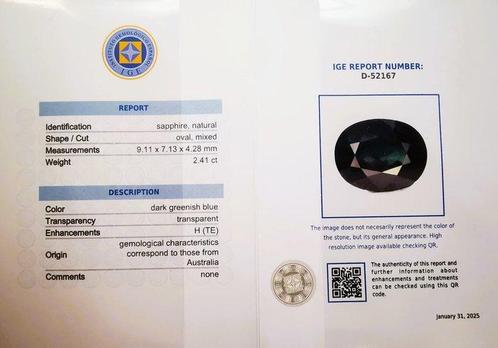 INSTITUTO GEMOLÓGICO ESPAÑOL
IGE
REPORT
Identification sapphire, natural
Shape / Cut oval, mixed
Measurements 9.11 x 7.13 x 4.28 mm
Weight 2.41 ct
DESCRIPTION
Color dark greenish blue
Transparency transparent
Enhancements H (TE)
gemological characteristics
Origin correspond to those from
Australia
Comments none
IGE REPORT NUMBER:
D-52167
The image does not necesarily represent the color of
the stone, but its general appearance. High
resolution image available checking QR.
The authenticity of this report and
further information about
enhancements and treatments
can be checked using this QR
code.
January 31, 2025